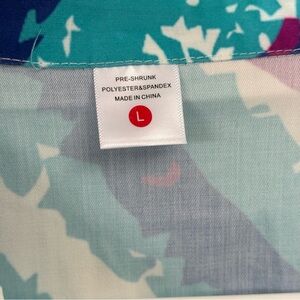 PRE-SHRUNK
POLYESTER&SPANDEX
MADE IN CHINA
L